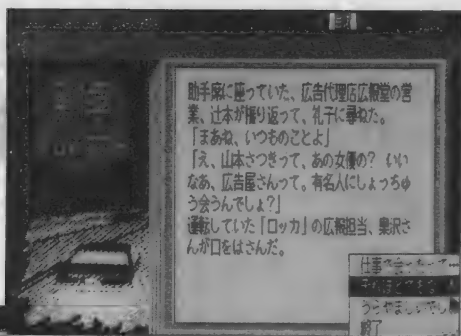 助手席に座っていた、広告代理店広報堂の営
業、辻本が振り返って、礼子に尋ねた。
「まあね、いつものことよ」
「え、山本さつきって、あの女優の? いい
なあ、広告屋さんって。有名人にしょっちゅ
う会うんでしょ?」
運転していた「ロッカ」の広報担当、黒沢さ
んが口をはさんだ。
終了